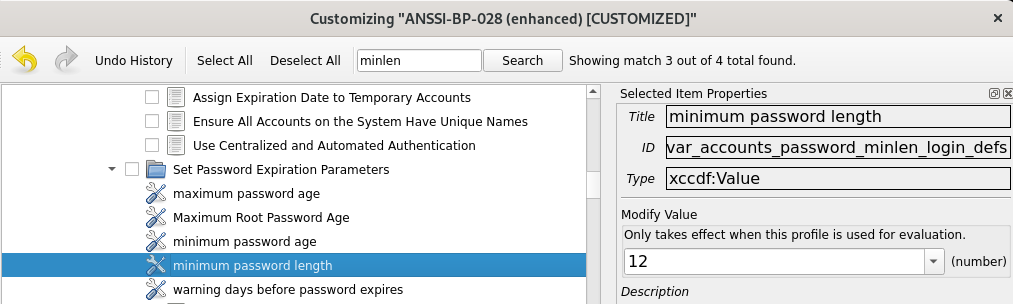 Customizing "ANSSI-BP-028 (enhanced) [CUSTOMIZED]"
Undo History Select All Deselect All minlen Search Showing match 3 out of 4 total found.
Assign Expiration Date to Temporary Accounts
Ensure All Accounts on the System Have Unique Names
Use Centralized and Automated Authentication
Set Password Expiration Parameters
maximum password age
Maximum Root Password Age
minimum password age
minimum password length
warning days before password expires
Selected Item Properties
Title minimum password length
ID var_accounts_password_minlen_login_defs
Type xccdf:Value
Modify Value
Only takes effect when this profile is used for evaluation.
12 (number)
Description